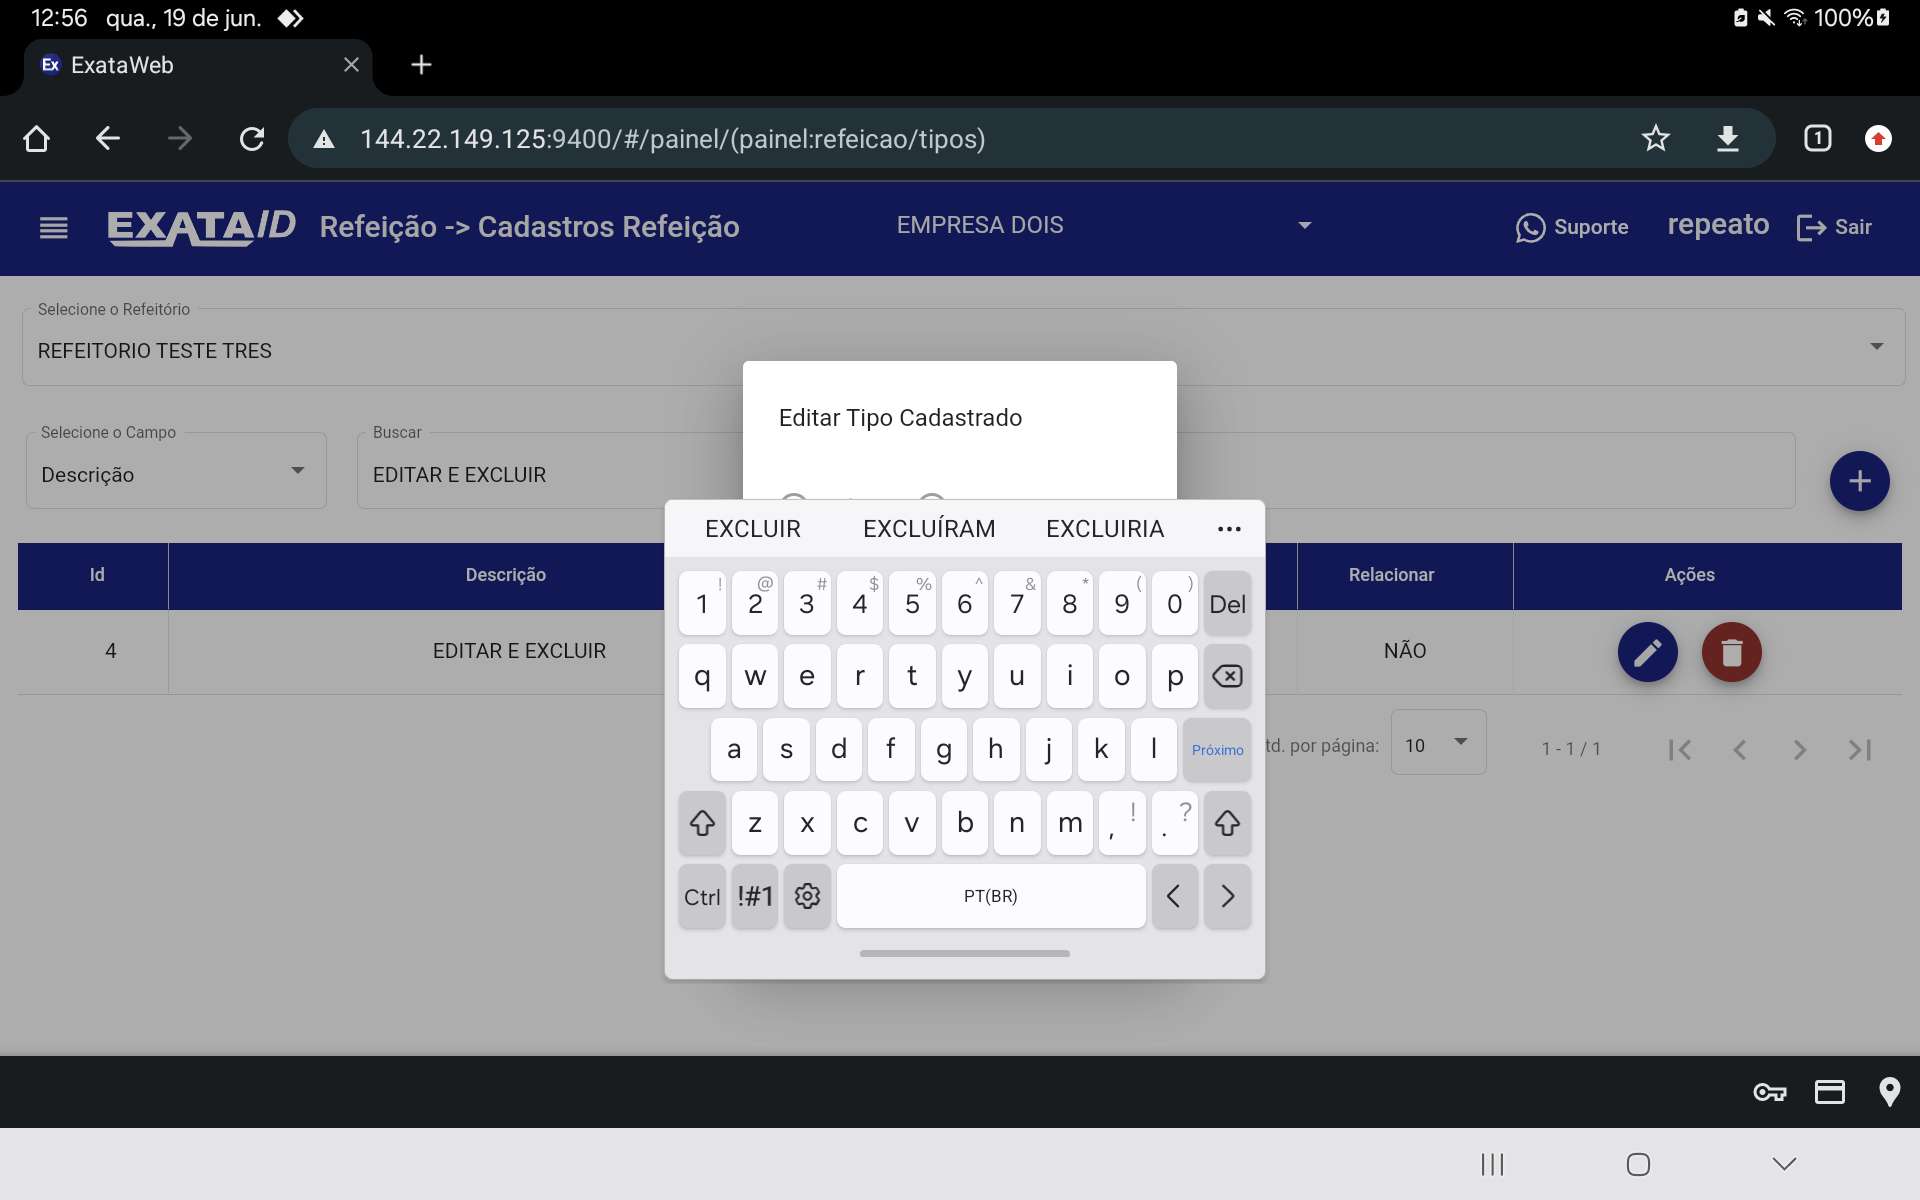 12:56 qua., 19 de jun. 100%
Ex ExataWeb
144.22.149.125:9400/#/painel/(painel:refeicao/tipos) 1
EXATAID Refeição -> Cadastros Refeição EMPRESA DOIS Suporte repeato Sair
Selecione o Refeitório
REFEITORIO TESTE TRES
Editar Tipo Cadastrado
Selecione o Campo Buscar
Descrição EDITAR E EXCLUIR +
EXCLUIR EXCLUÍRAM EXCLUIRIA ...
Id Descrição Relacionar Ações
! @ # $ % ^ & * ( )
1 2 3 4 5 6 7 8 9 0 Del
4 EDITAR E EXCLUIR NÃO
q w e r t y u i o p
a s d f g h j k l Próximo
td. por página: 10 1 - 1 / 1
z x c v b n m , ! . ?
Ctrl !#1 PT(BR) < >